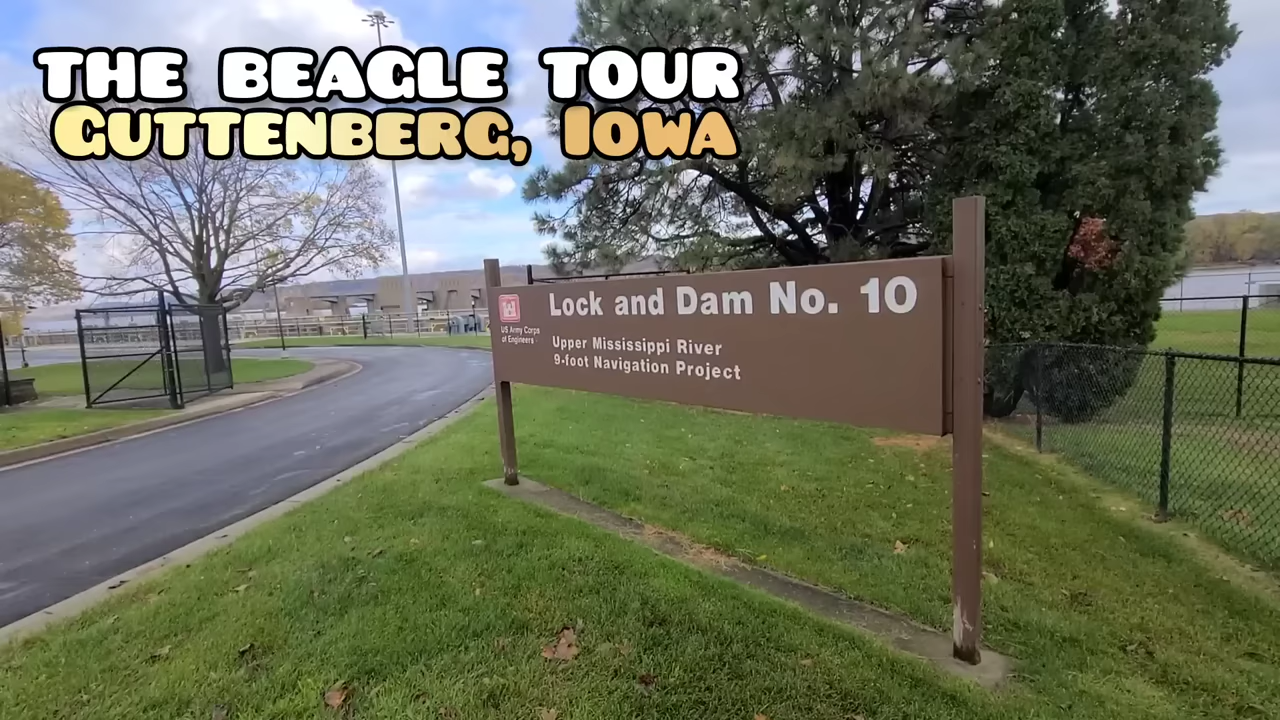 THE BEAGLE TOUR
GUTTENBERG, IOWA
Lock and Dam No. 10
US Army Corps
of Engineers
Upper Mississippi River
9-foot Navigation Project